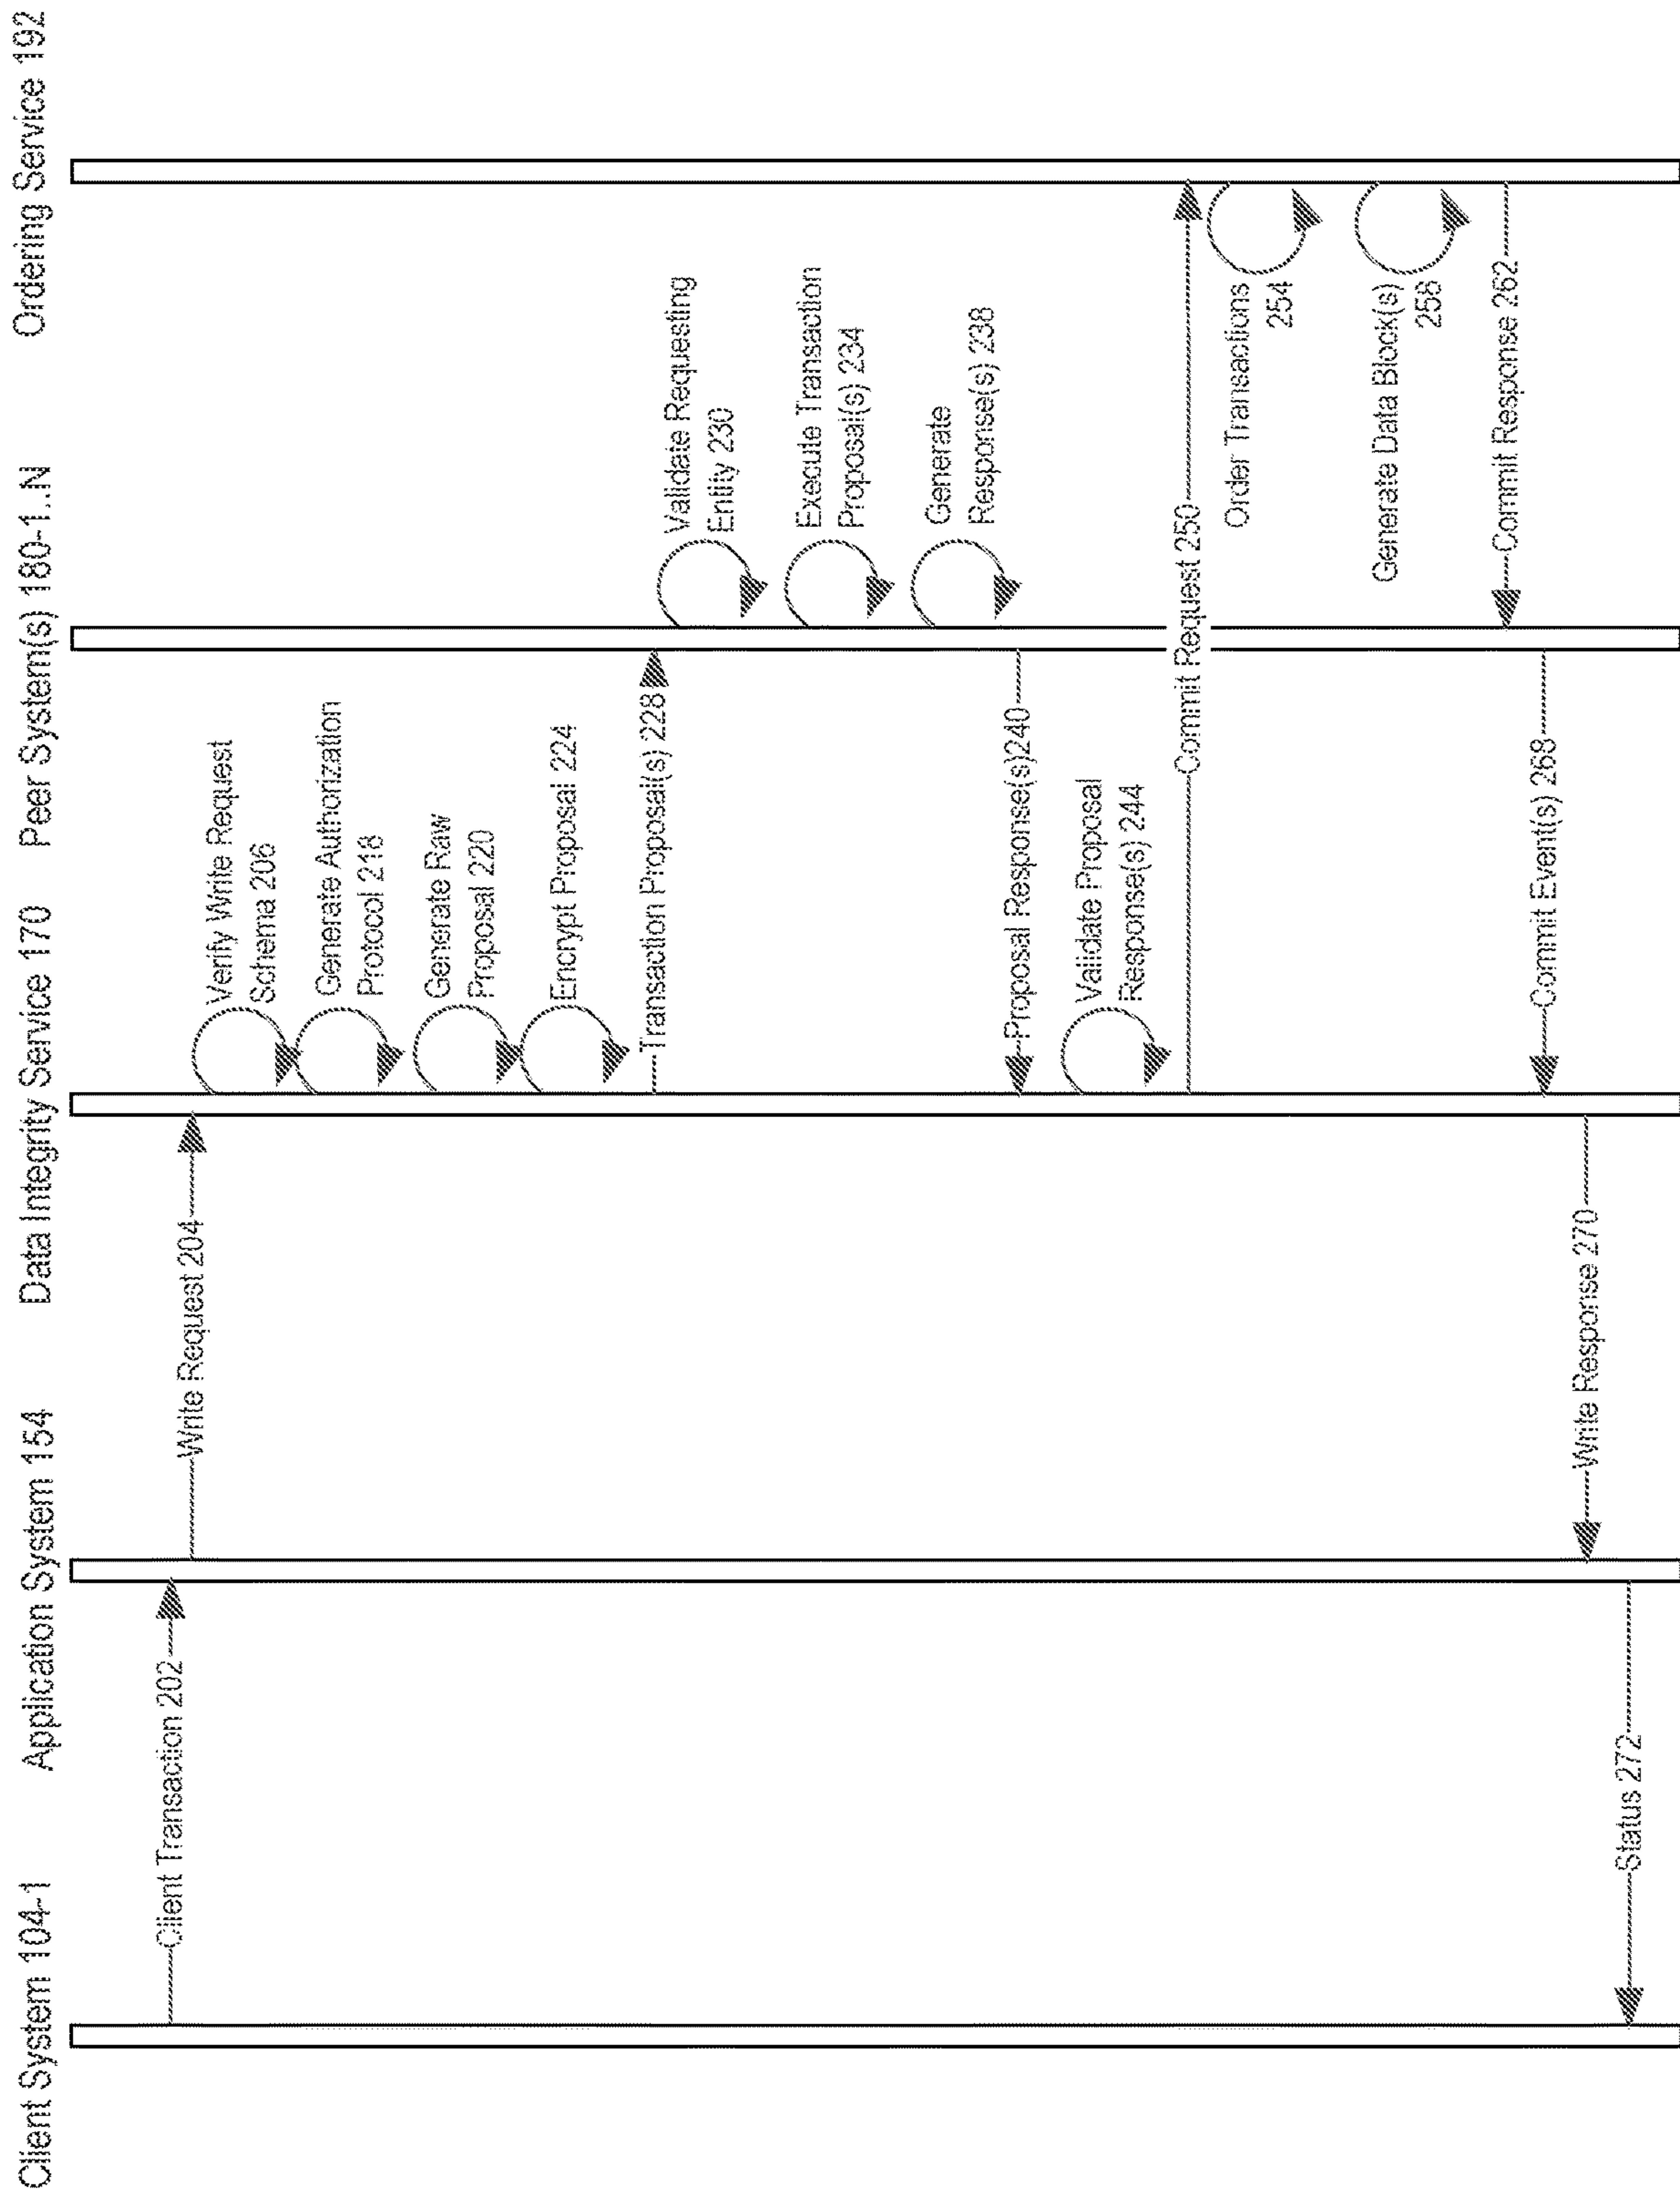 Client System 104-1
Application System 154
Data Integrity Service 170
Peer System(s) 180-1..N
Ordering Service 192
Client Transaction 202
Write Request 204
Verify Write Request
Schema 206
Generate Authorization
Protocol 218
Generate Raw
Proposal 220
Encrypt Proposal 224
Transaction Proposal(s) 228
Validate Requesting
Entity 230
Execute Transaction
Proposal(s) 234
Generate
Response(s) 238
Proposal Response(s)240
Validate Proposal
Response(s) 244
Commit Request 250
Order Transactions
254
Generate Data Block(s)
258
Commit Response 262
Commit Event(s) 268
Write Response 270
Status 272